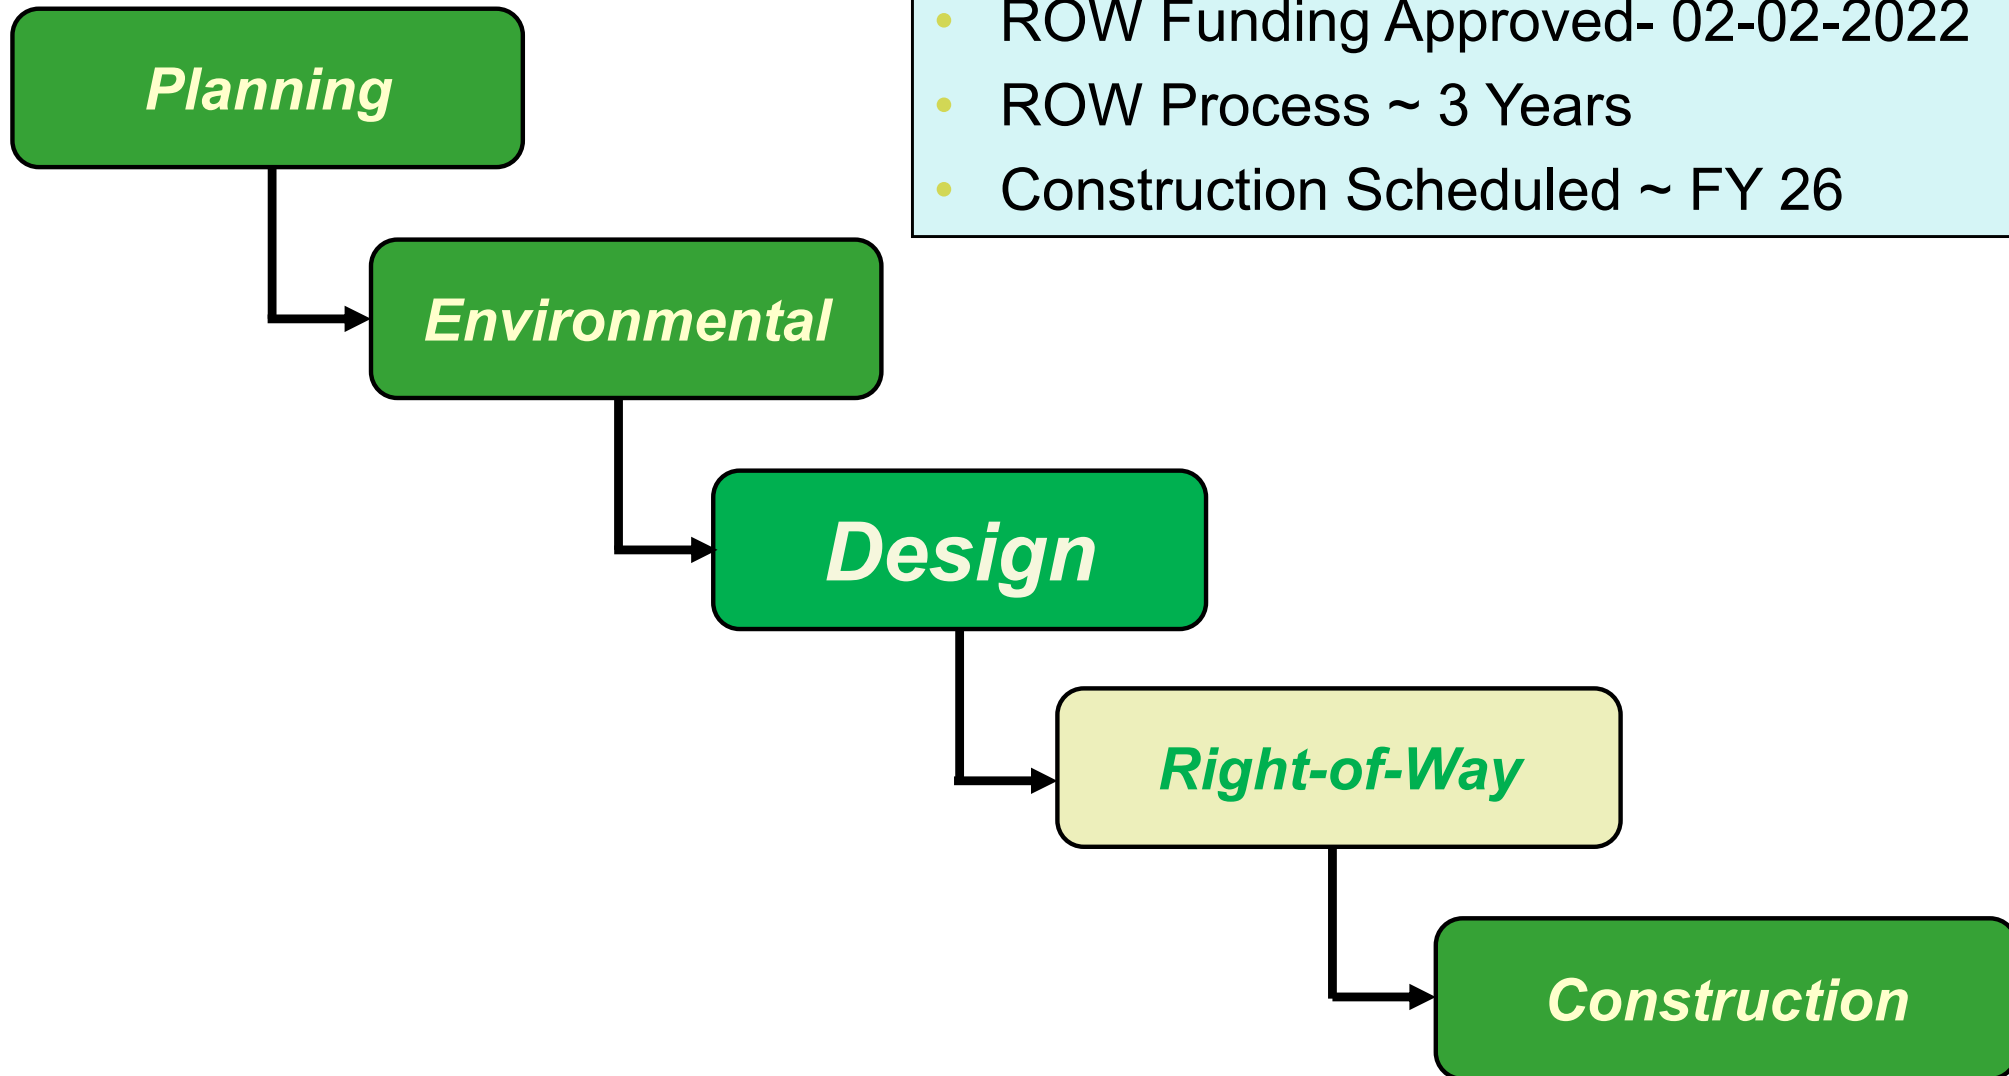 • ROW Funding Approved- 02-02-2022
• ROW Process ~ 3 Years
• Construction Scheduled ~ FY 26
Planning
Environmental
Design
Right-of-Way
Construction